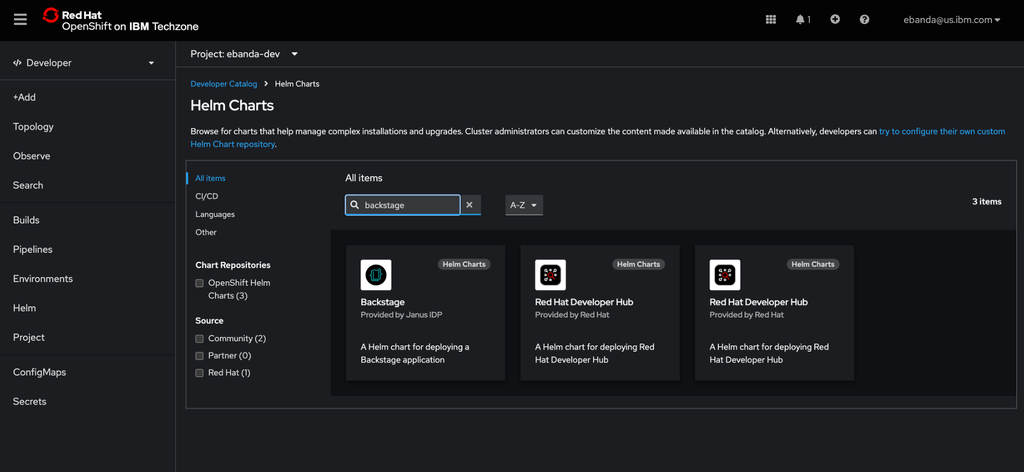 Red Hat
OpenShift on IBM Techzone
1
ebanda@us.ibm.com
Developer
+Add
Topology
Observe
Search
Builds
Pipelines
Environments
Helm
Project
ConfigMaps
Secrets
Project: ebanda-dev
Developer Catalog > Helm Charts
Helm Charts
Browse for charts that help manage complex installations and upgrades. Cluster administrators can customize the content made available in the catalog. Alternatively, developers can try to configure their own custom
Helm Chart repository.
All items
CI/CD
Languages
Other
Chart Repositories
OpenShift Helm
Charts (3)
Source
Community (2)
Partner (0)
Red Hat (1)
All items
backstage
A-Z
3 items
Helm Charts
Backstage
Provided by Janus IDP
A Helm chart for deploying a
Backstage application
Helm Charts
Red Hat Developer Hub
Provided by Red Hat
A Helm chart for deploying Red
Hat Developer Hub
Helm Charts
Red Hat Developer Hub
Provided by Red Hat
A Helm chart for deploying Red
Hat Developer Hub